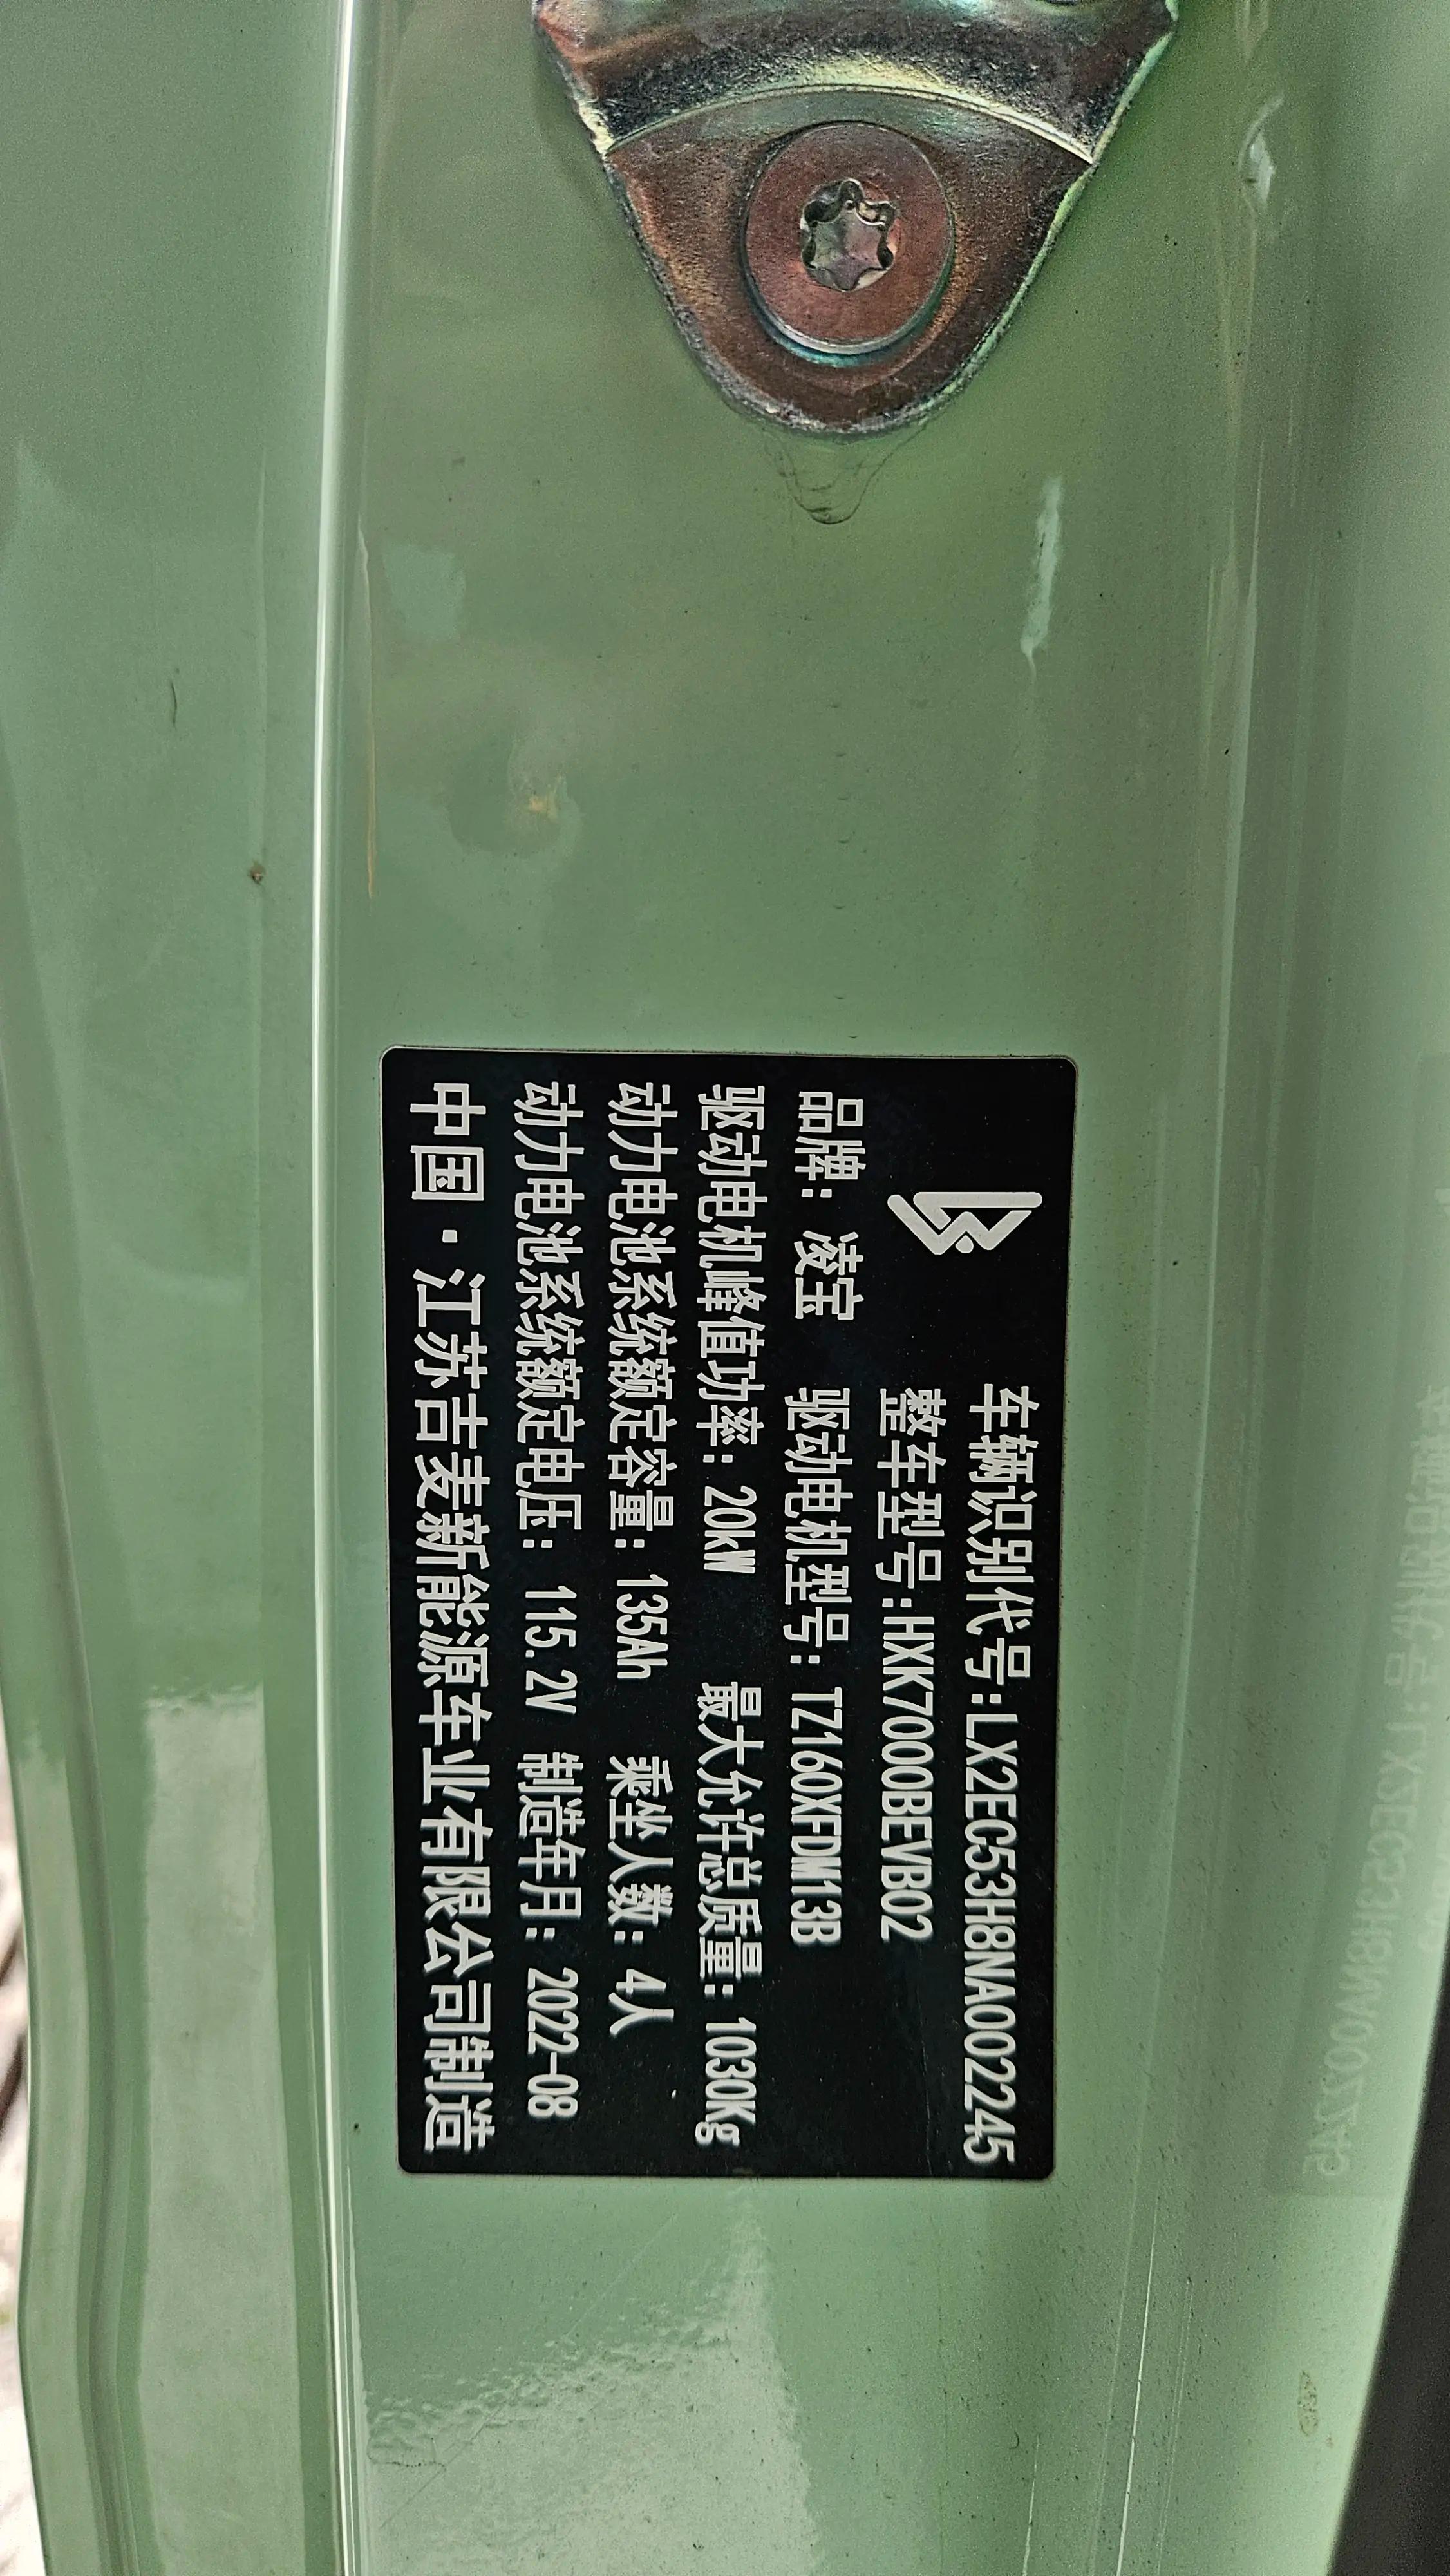 车辆识别代号:LX2EC53H8NA002245
整车型号:HXK7000BEVB02
品牌: 凌宝 驱动电机型号: TZ160XFDM13B
驱动电机峰值功率: 20kW 最大允许总质量: 1030Kg
动力电池系统额定容量: 135Ah 乘坐人数: 4人
动力电池系统额定电压: 115.2V 制造年月: 2022-08
中国·江苏吉麦新能源车业有限公司制造